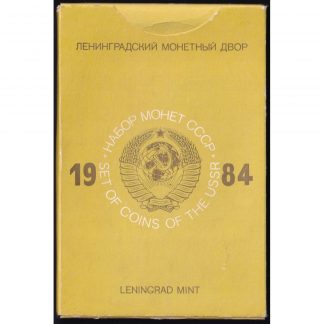 ЛЕНИНГРАДСКИЙ МОНЕТНЫЙ ДВОР
· НАБОР МОНЕТ СССР ·
19 84
SET OF COINS OF THE USSR
LENINGRAD MINT